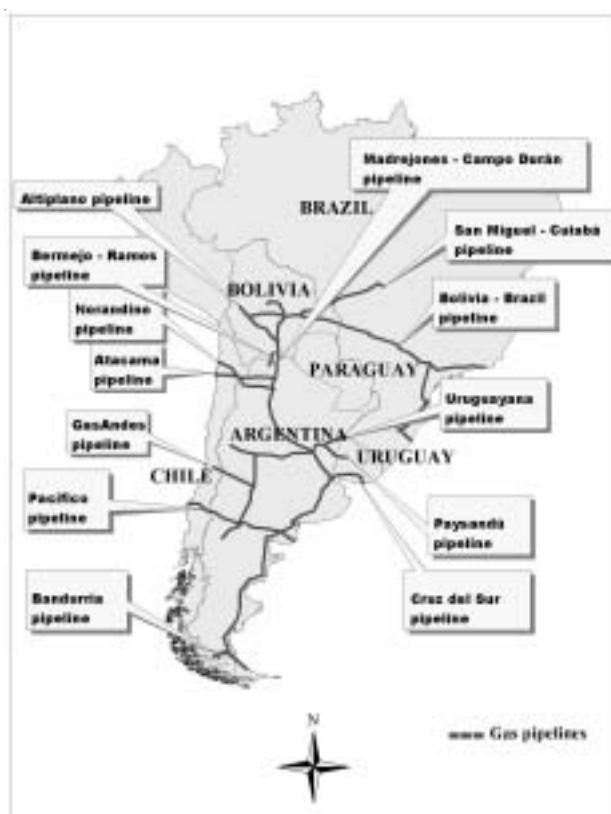 Madrejones - Campo Durán
pipeline
Altiplano pipeline
BRAZIL
San Miguel - Cuiabá
pipeline
Bermejo - Ramos
pipeline
BOLIVIA
Bolivia - Brazil
pipeline
Norandino
pipeline
Atacama
pipeline
PARAGUAY
Uruguayana
pipeline
GasAndes
pipeline
ARGENTINA
URUGUAY
CHILE
Pacífico
pipeline
Paysandú
pipeline
Bandurria
pipeline
Cruz del Sur
pipeline
N
Gas pipelines